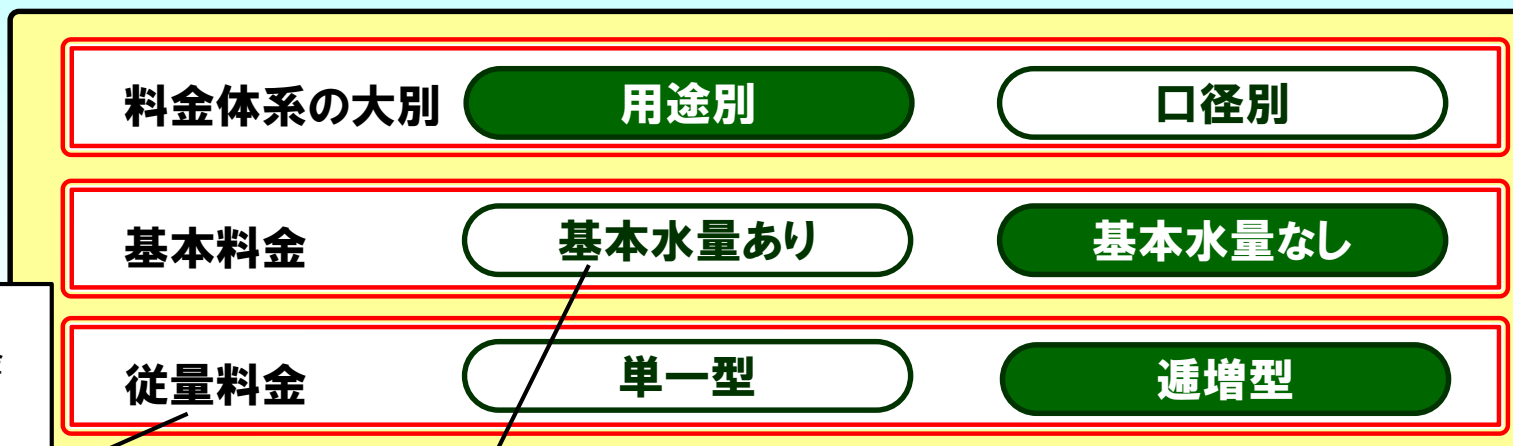 料金体系の大別 用途別 口径別
基本料金 基本水量あり 基本水量なし
従量料金 単一型 逓増型